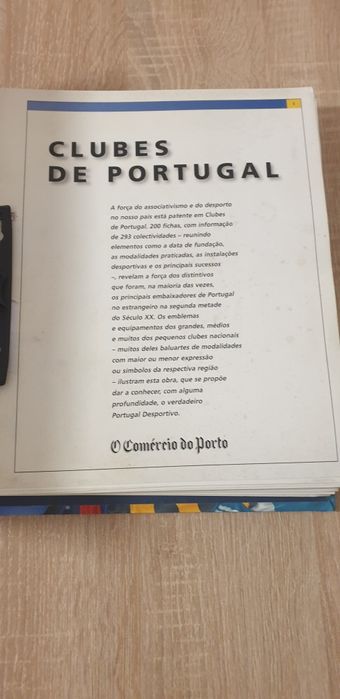 CLUBES
DE PORTUGAL
A força do associativismo e do desporto
no nosso país está patente em Clubes
de Portugal. 200 fichas, com informação
de 293 colectividades – reunindo
elementos como a data de fundação,
as modalidades praticadas, as instalações
desportivas e os principais sucessos
–, revelam a força dos distintivos
que foram, na maioria das vezes,
os principais embaixadores de Portugal
no estrangeiro na segunda metade
do Século XX. Os emblemas
e equipamentos dos grandes, médios
e muitos dos pequenos clubes nacionais
– muitos deles baluartes de modalidades
com maior ou menor expressão
ou símbolos da respectiva região
– ilustram esta obra, que se propõe
dar a conhecer, com alguma
profundidade, o verdadeiro
Portugal Desportivo.
O Comércio do Porto